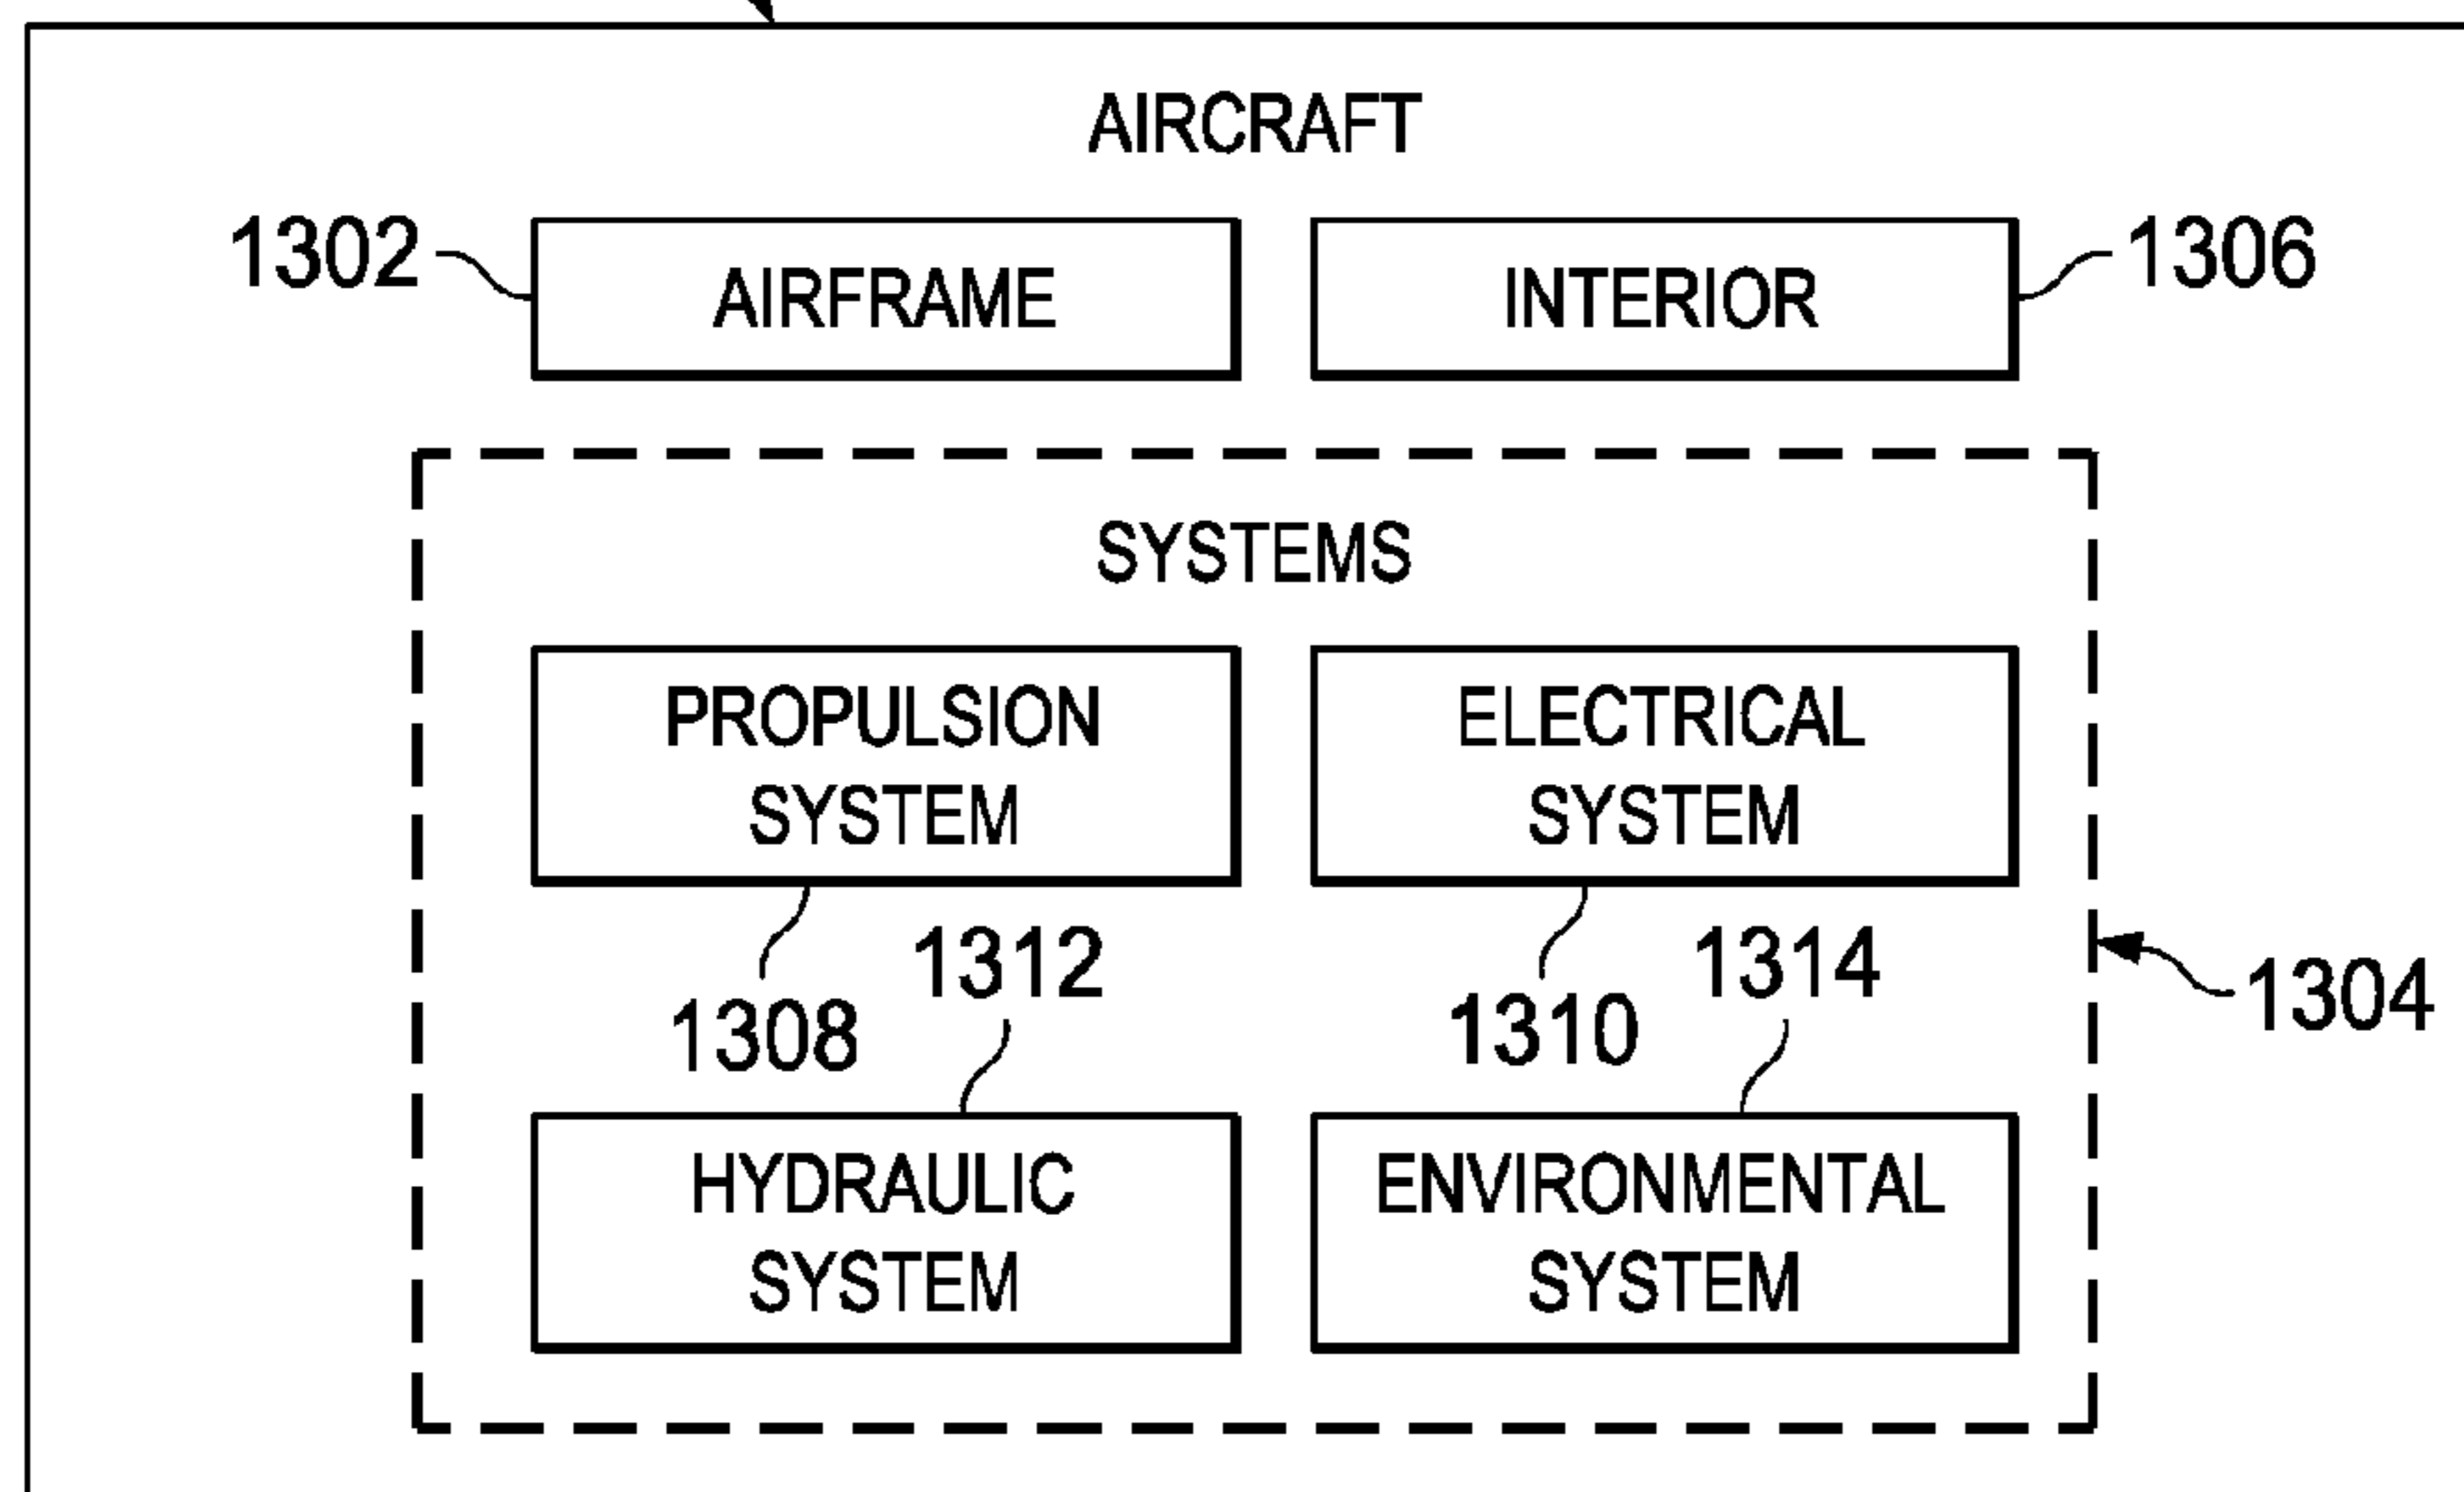 AIRCRAFT
1302
AIRFRAME
INTERIOR
1306
SYSTEMS
PROPULSION
SYSTEM
ELECTRICAL
SYSTEM
1308
1312
1310
1314
1304
HYDRAULIC
SYSTEM
ENVIRONMENTAL
SYSTEM